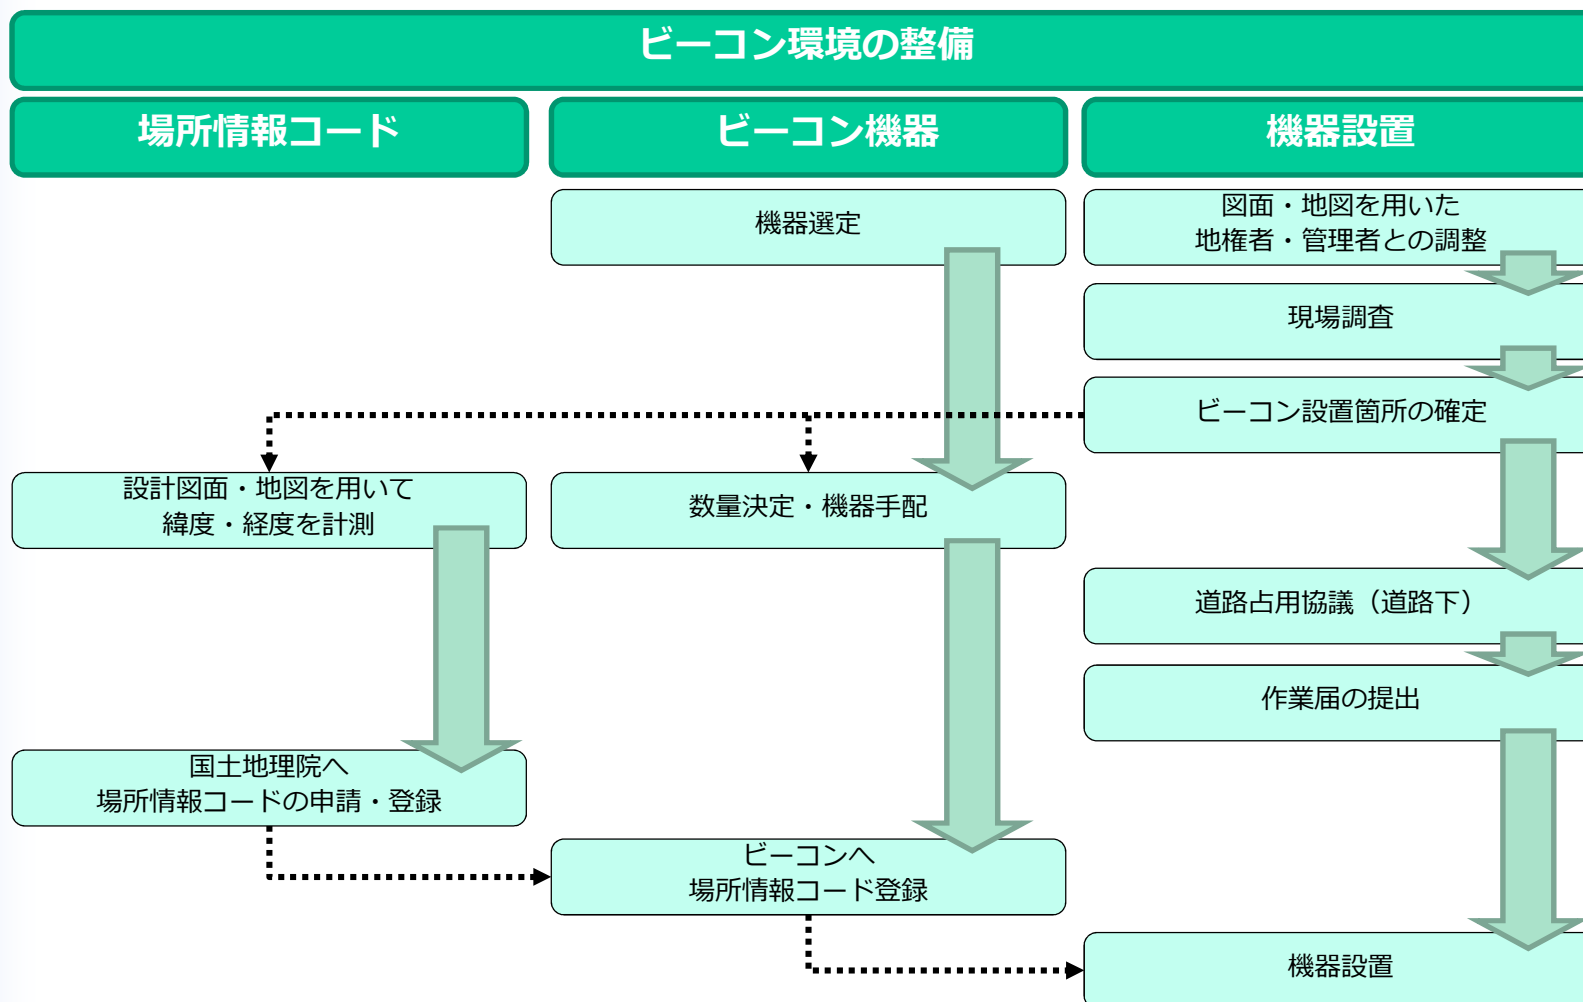 ビーコン環境の整備
場所情報コード
ビーコン機器
機器設置
機器選定
図面・地図を用いた
地権者・管理者との調整
現場調査
ビーコン設置箇所の確定
設計図面・地図を用いて
緯度・経度を計測
数量決定・機器手配
道路占用協議（道路下）
作業届の提出
国土地理院へ
場所情報コードの申請・登録
ビーコンへ
場所情報コード登録
機器設置